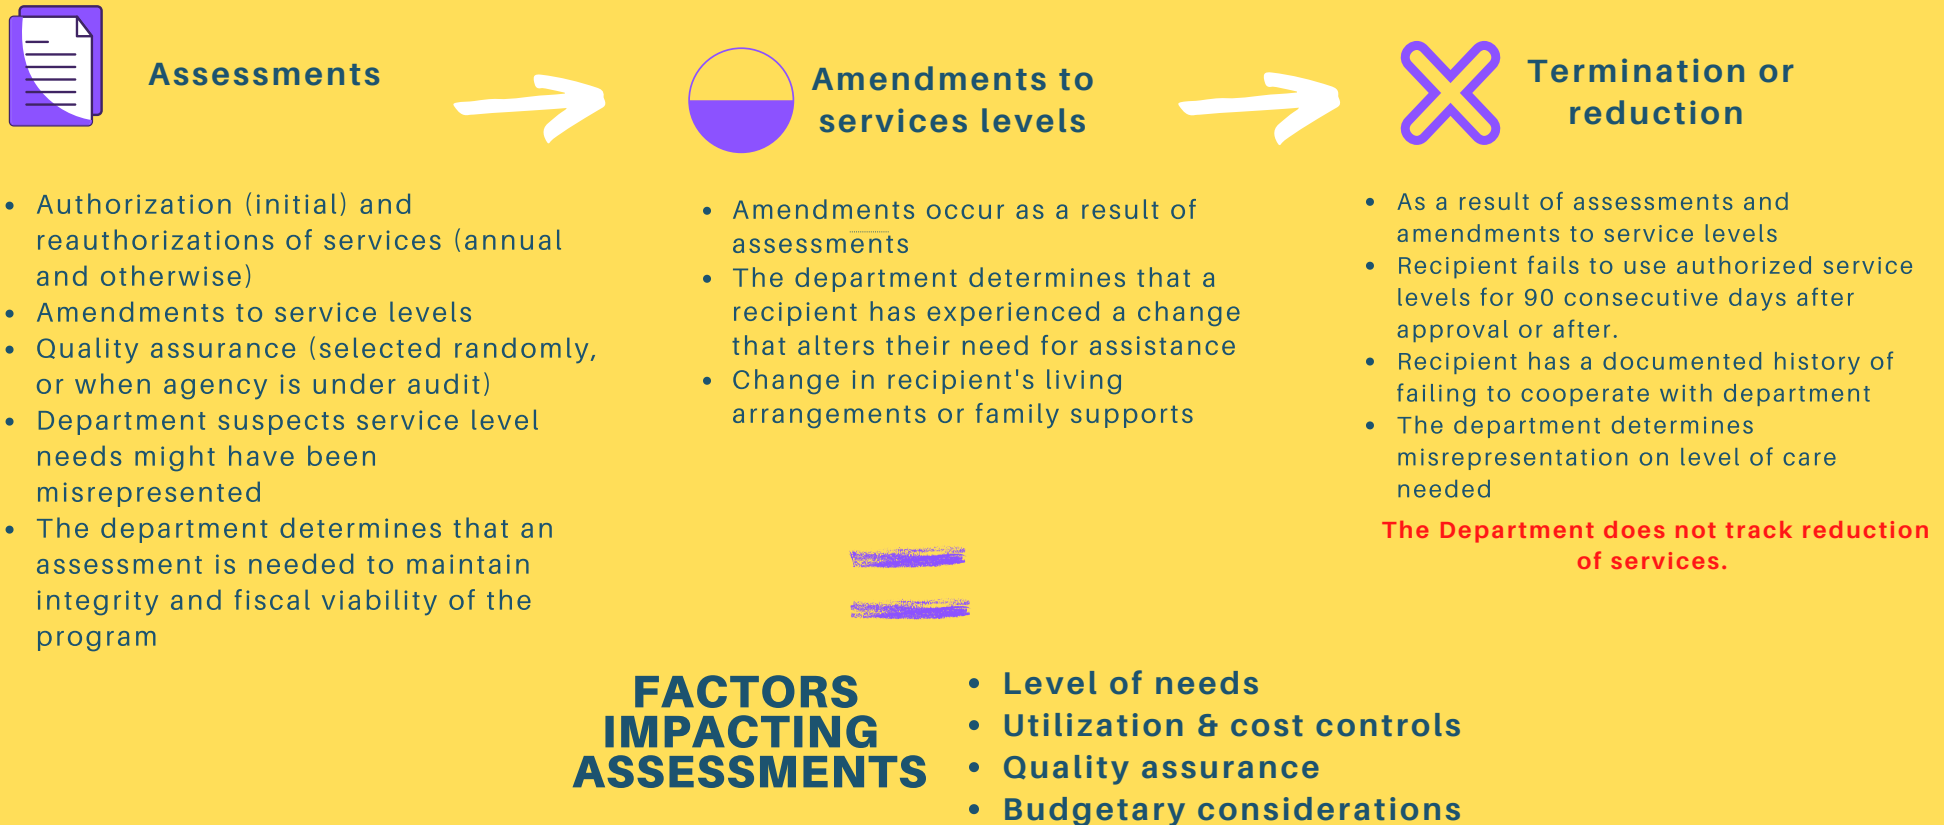 Assessments
• Authorization (initial) and
reauthorizations of services (annual
and otherwise)
• Amendments to service levels
• Quality assurance (selected randomly,
or when agency is under audit)
• Department suspects service level
needs might have been
misrepresented
• The department determines that an
assessment is needed to maintain
integrity and fiscal viability of the
program
Amendments to
services levels
• Amendments occur as a result of
assessments
• The department determines that a
recipient has experienced a change
that alters their need for assistance
• Change in recipient's living
arrangements or family supports
Termination or
reduction
• As a result of assessments and
amendments to service levels
• Recipient fails to use authorized service
levels for 90 consecutive days after
approval or after.
• Recipient has a documented history of
failing to cooperate with department
• The department determines
misrepresentation on level of care
needed
The Department does not track reduction
of services.
FACTORS
IMPACTING
ASSESSMENTS
• Level of needs
• Utilization & cost controls
• Quality assurance
• Budgetary considerations